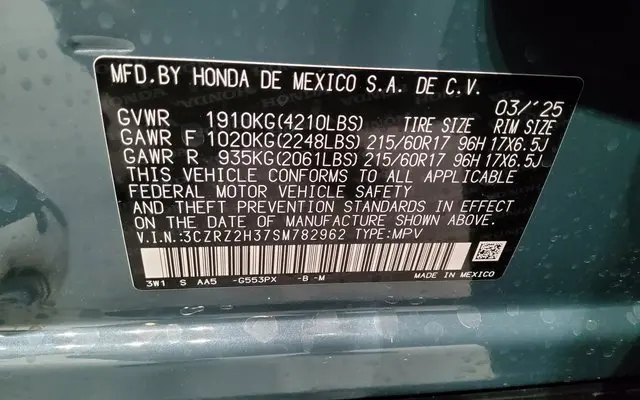 MFD.BY HONDA DE MEXICO S.A. DE C.V.
03/'25
GVWR 1910KG(4210LBS) TIRE SIZE RIM SIZE
GAWR F 1020KG(2248LBS) 215/60R17 96H 17X6.5J
GAWR R 935KG(2061LBS) 215/60R17 96H 17X6.5J
THIS VEHICLE CONFORMS TO ALL APPLICABLE
FEDERAL MOTOR VEHICLE SAFETY
AND THEFT PREVENTION STANDARDS IN EFFECT
ON THE DATE OF MANUFACTURE SHOWN ABOVE.
V.I.N.:3CZRZ2H37SM782962 TYPE:MPV
3W1 S AA5 -G553PX -B -M MADE IN MEXICO